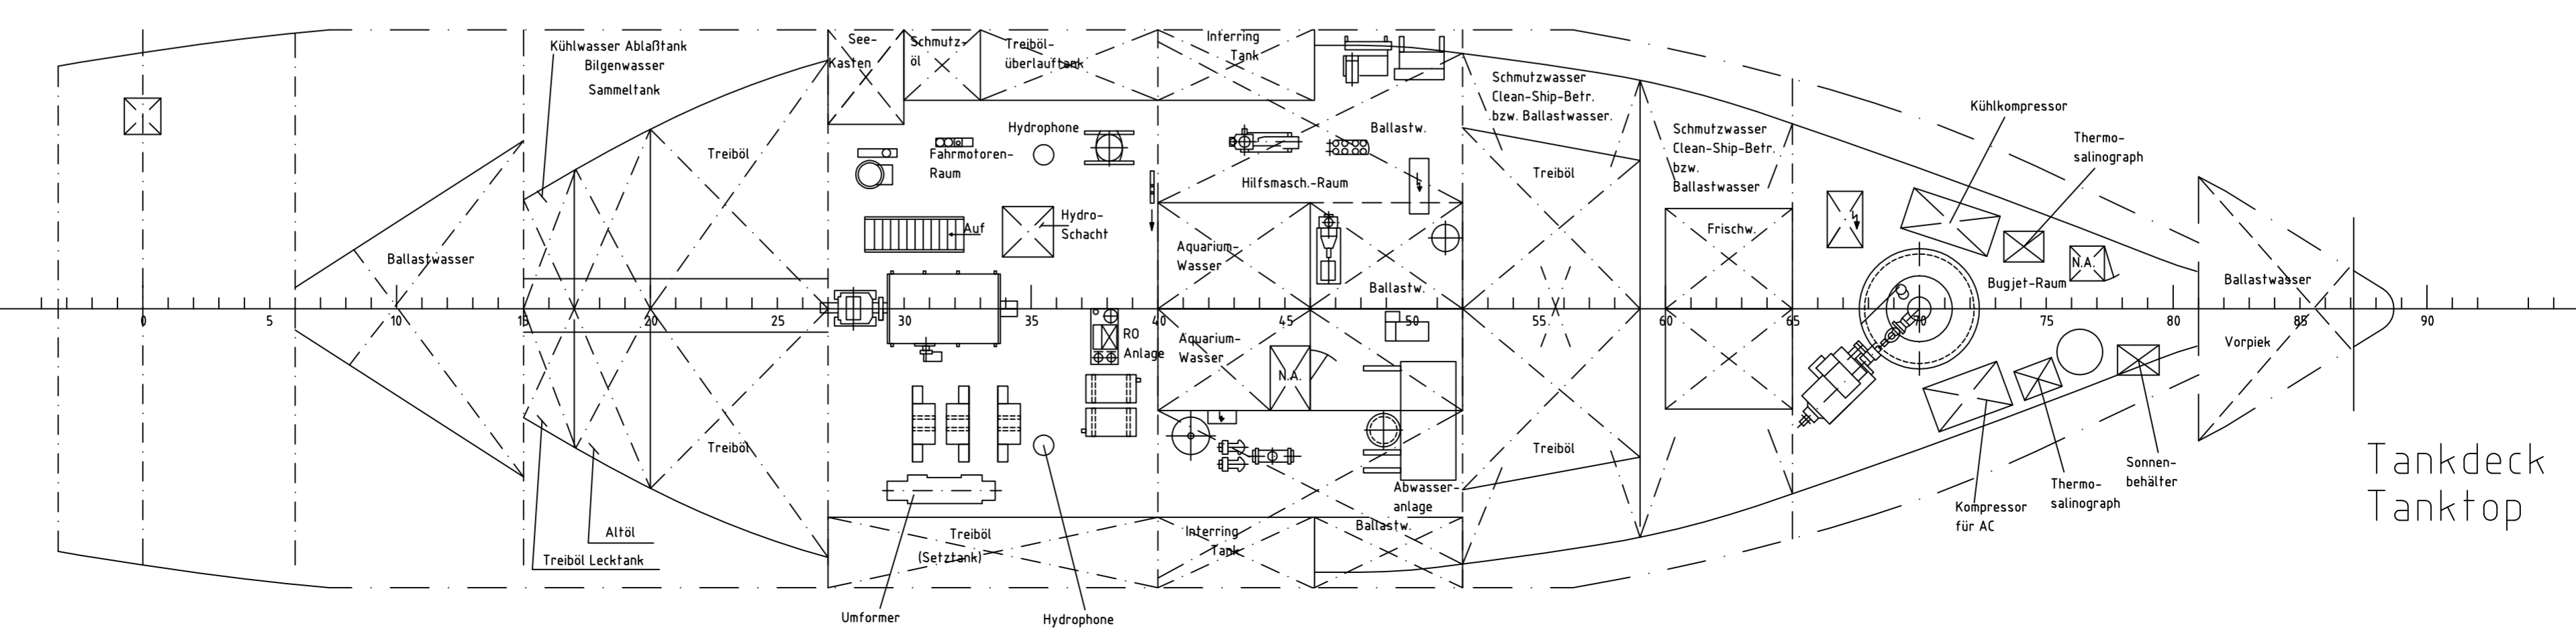 Kühlwasser Ablaßtank
Bilgenwasser
Sammeltank
See-
Kasten
Schmutz-
öl
Treiböl-
überlauftank
Interring
Tank
Schmutzwasser
Clean-Ship-Betr.
bzw. Ballastwasser.
Schmutzwasser
Clean-Ship-Betr.
bzw.
Ballastwasser
Kühlkompressor
Thermo-
salinograph
Hydrophone
Ballastw.
Treiböl
Fahrmotoren-
Raum
Hilfsmasch.-Raum
Treiböl
Hydro-
Schacht
Auf
Aquarium-
Wasser
Frischw.
Ballastwasser
N.A.
Bugjet-Raum
Ballastwasser
Ballastw.
0 5 10 15 20 25 30 35 40 45 50 55 60 65 70 75 80 85 90
RO
Anlage
Aquarium-
Wasser
N.A.
Vorpiek
Treiböl
Treiböl
Abwasser-
anlage
Ballastw.
Sonnen-
behälter
Thermo-
salinograph
Kompressor
für AC
Tankdeck
Tanktop
Altöl
Treiböl Lecktank
Treiböl
(Setztank)
Interring
Tank
Umformer
Hydrophone